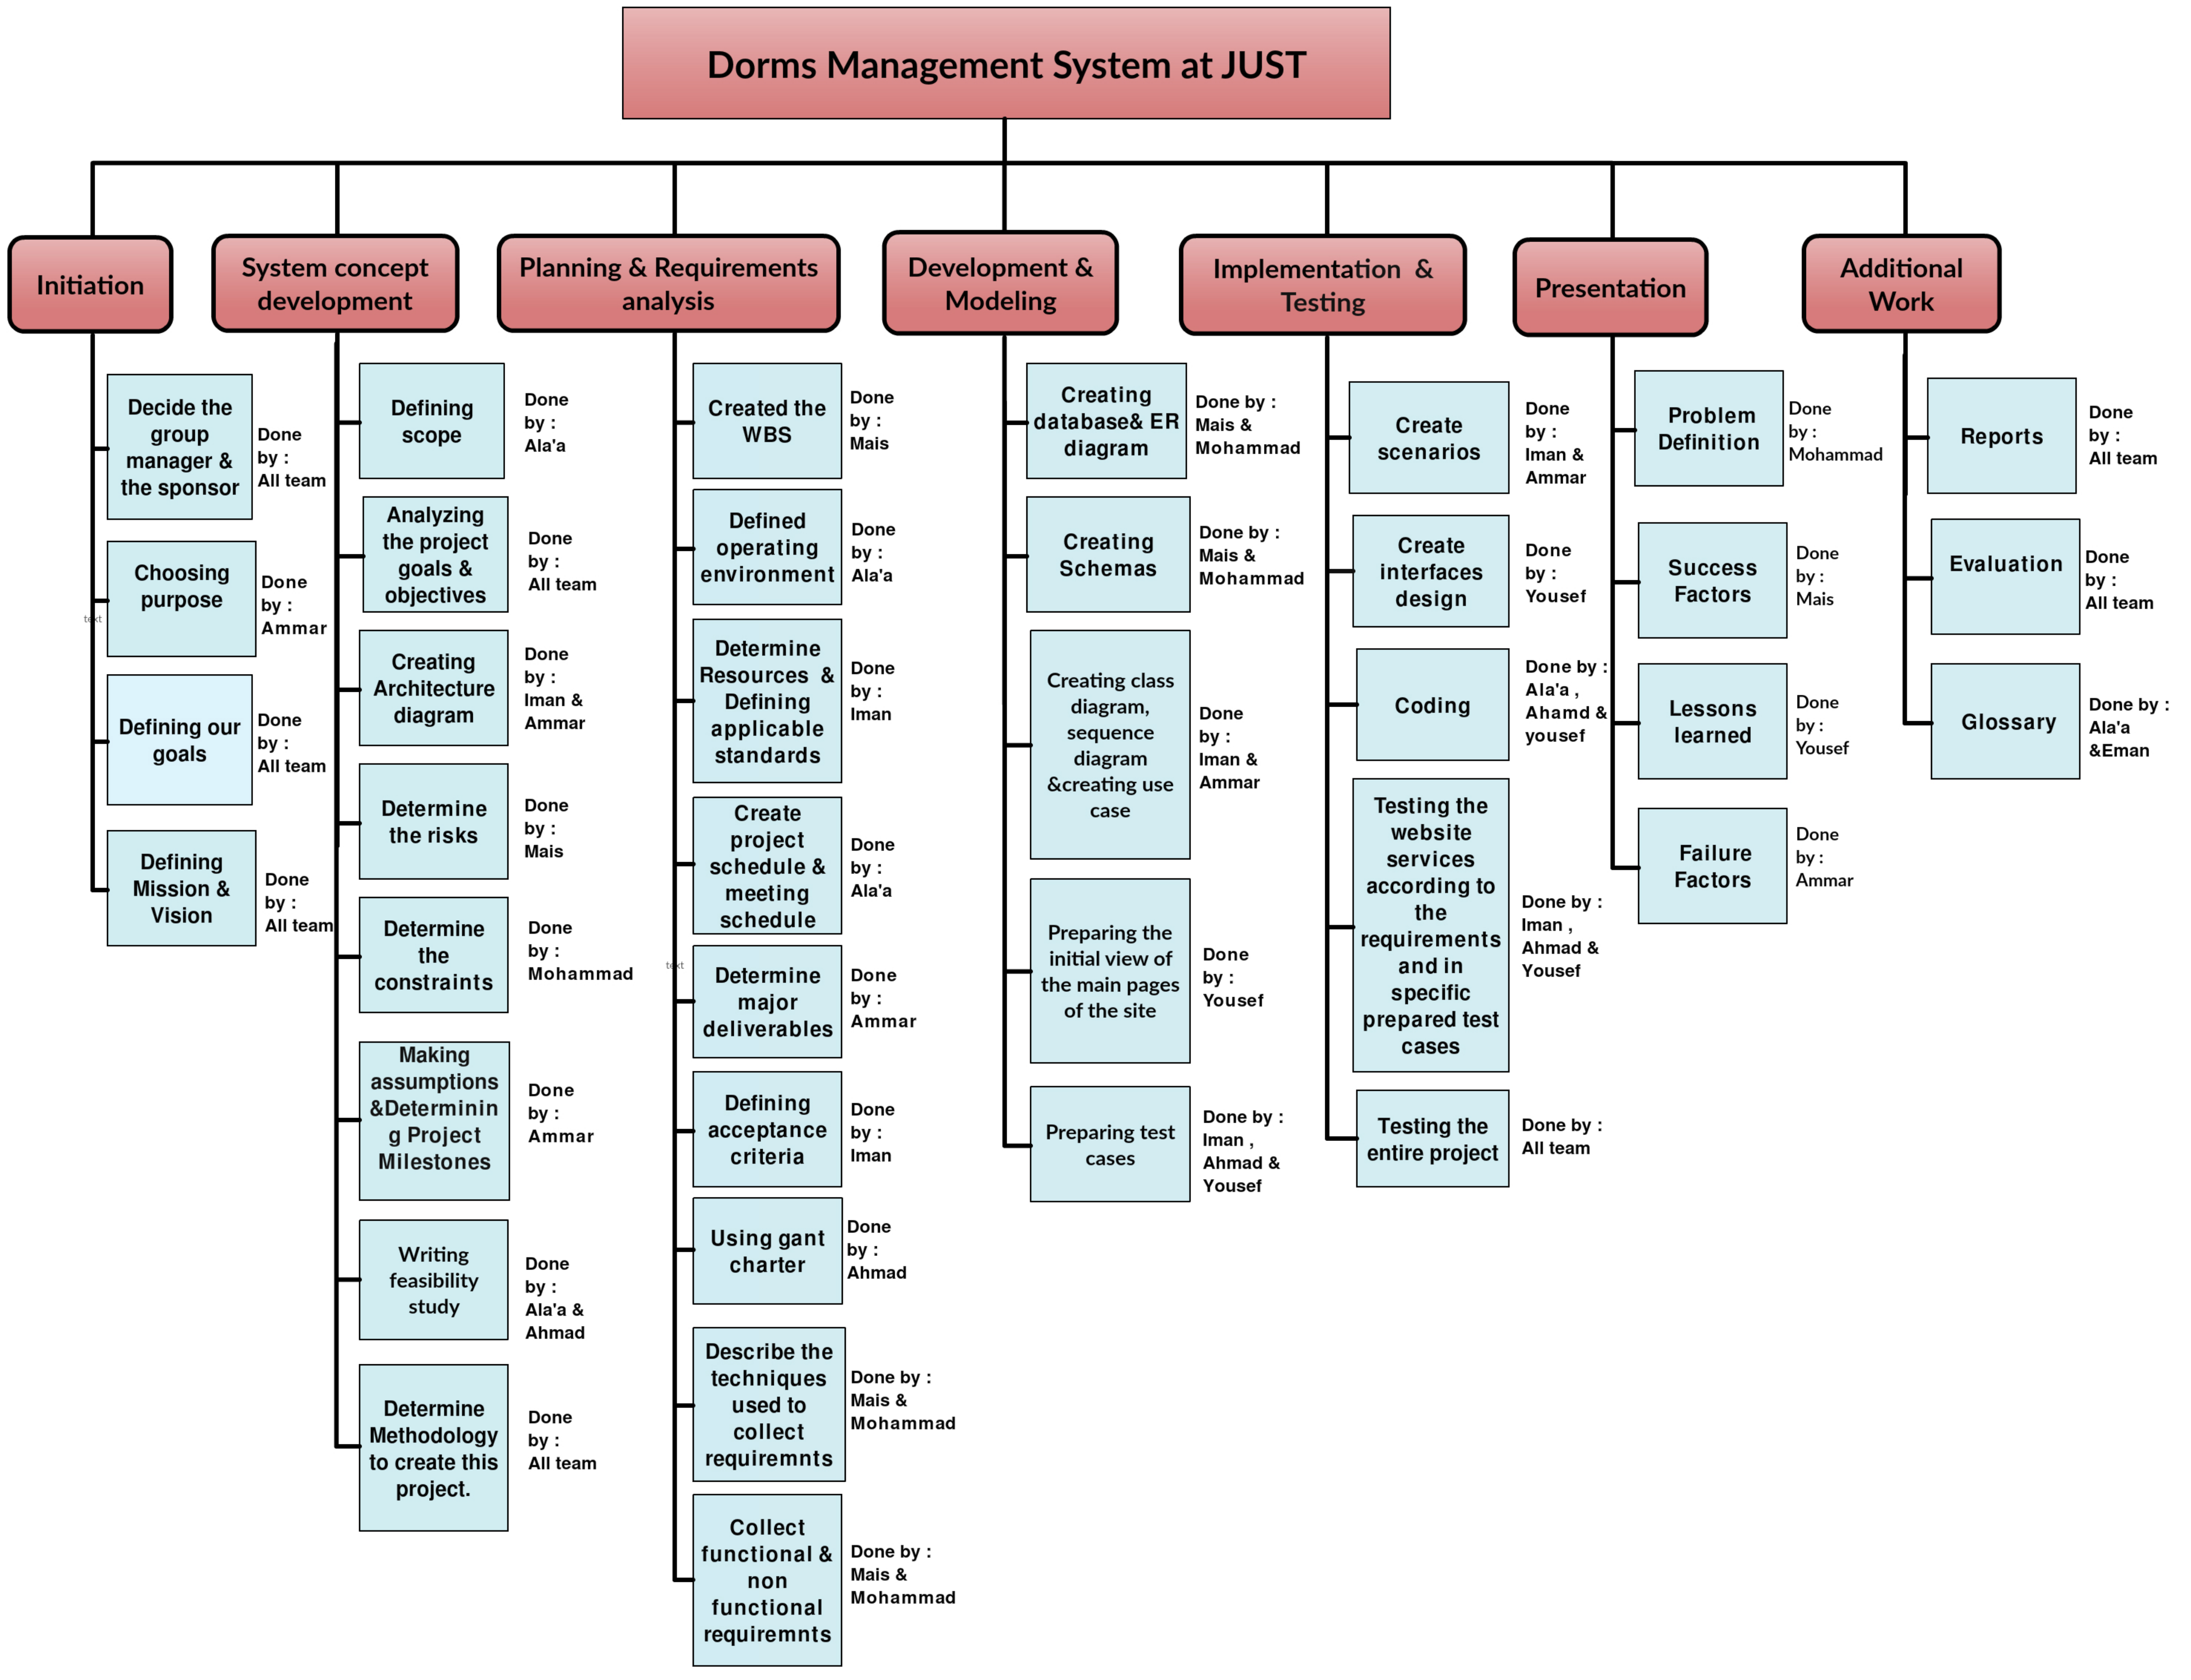 Dorms Management System at JUST
Initiation
Decide the
group
manager &
the sponsor
Done
by :
All team
Choosing
purpose
Done
by :
Ammar
text
Defining our
goals
Done
by :
All team
Defining
Mission &
Vision
Done
by :
All team
System concept
development
Defining
scope
Done
by :
Ala'a
Analyzing
the project
goals &
objectives
Done
by :
All team
Creating
Architecture
diagram
Done
by :
Iman &
Ammar
Determine
the risks
Done
by :
Mais
Determine
the
constraints
Done
by :
Mohammad
Making
assumptions
&Determinin
g Project
Milestones
Done
by :
Ammar
Writing
feasibility
study
Done
by :
Ala'a &
Ahmad
Determine
Methodology
to create this
project.
Done
by :
All team
Planning & Requirements
analysis
Created the
WBS
Done
by :
Mais
Defined
operating
environment
Done
by :
Ala'a
Determine
Resources &
Defining
applicable
standards
Done
by :
Iman
Create
project
schedule &
meeting
schedule
Done
by :
Ala'a
text
Determine
major
deliverables
Done
by :
Ammar
Defining
acceptance
criteria
Done
by :
Iman
Using gant
charter
Done
by :
Ahmad
Describe the
techniques
used to
collect
requiremnts
Done by :
Mais &
Mohammad
Collect
functional &
non
functional
requiremnts
Done by :
Mais &
Mohammad
Development &
Modeling
Creating
database& ER
diagram
Done by :
Mais &
Mohammad
Creating
Schemas
Done by :
Mais &
Mohammad
Creating class
diagram,
sequence
diagram
&creating use
case
Done
by :
Iman &
Ammar
Preparing the
initial view of
the main pages
of the site
Done
by :
Yousef
Preparing test
cases
Done by :
Iman ,
Ahmad &
Yousef
Implementation &
Testing
Create
scenarios
Done
by :
Iman &
Ammar
Create
interfaces
design
Done
by :
Yousef
Coding
Done by :
Ala'a ,
Ahamd &
yousef
Testing the
website
services
according to
the
requirements
and in
specific
prepared test
cases
Done by :
Iman ,
Ahmad &
Yousef
Testing the
entire project
Done by :
All team
Presentation
Problem
Definition
Done
by :
Mohammad
Success
Factors
Done
by :
Mais
Lessons
learned
Done
by :
Yousef
Failure
Factors
Done
by :
Ammar
Additional
Work
Reports
Done
by :
All team
Evaluation
Done
by :
All team
Glossary
Done by :
Ala'a
&Eman